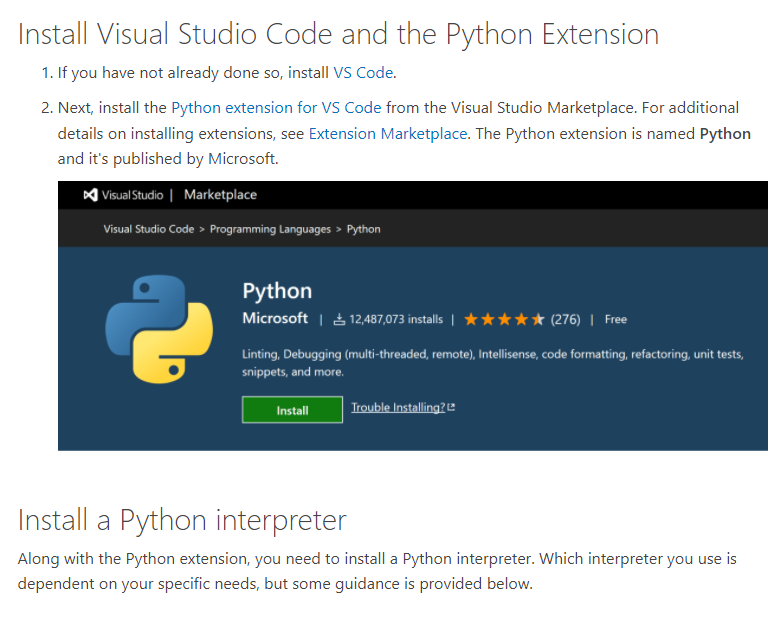 Install Visual Studio Code and the Python Extension
1. If you have not already done so, install VS Code.
2. Next, install the Python extension for VS Code from the Visual Studio Marketplace. For additional
details on installing extensions, see Extension Marketplace. The Python extension is named Python
and it's published by Microsoft.
Visual Studio | Marketplace
Visual Studio Code > Programming Languages > Python
Python
Microsoft | 12,487,073 installs | (276) | Free
Linting, Debugging (multi-threaded, remote), Intellisense, code formatting, refactoring, unit tests,
snippets, and more.
Install Trouble Installing?
Install a Python interpreter
Along with the Python extension, you need to install a Python interpreter. Which interpreter you use is
dependent on your specific needs, but some guidance is provided below.